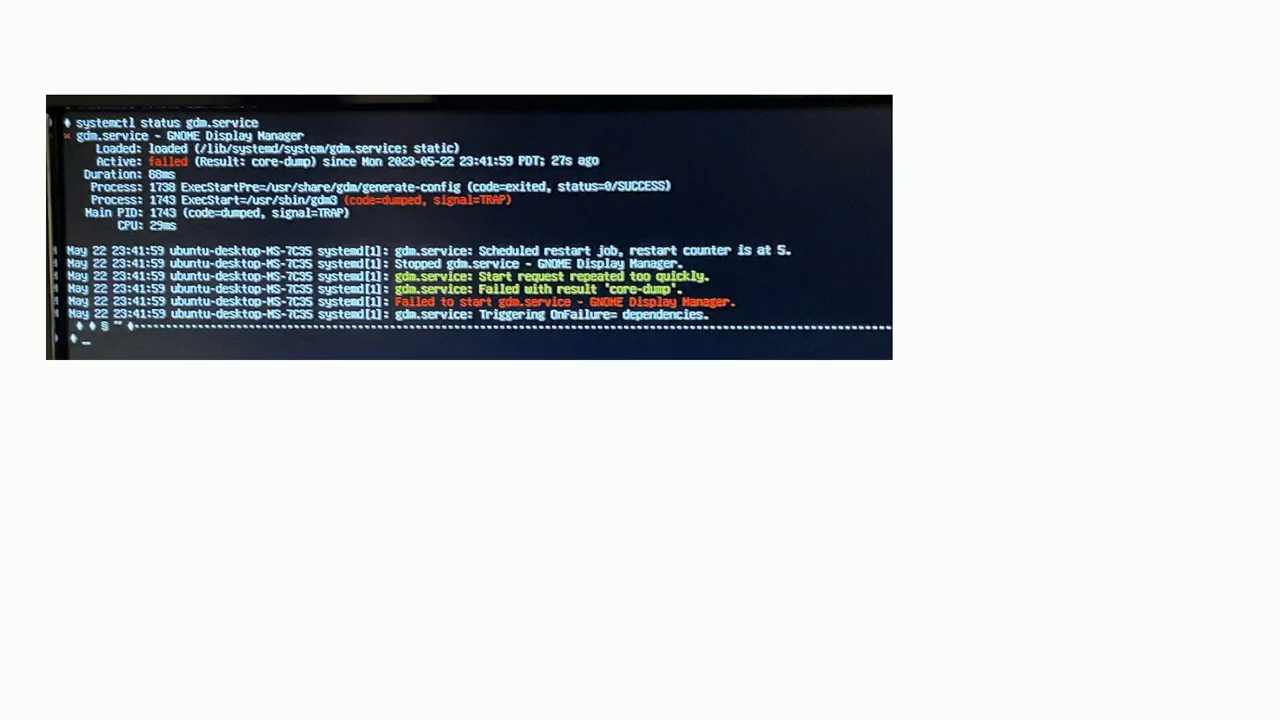 ♦ systemctl status gdm.service
× gdm.service - GNOME Display Manager
Loaded: loaded (/lib/systemd/system/gdm.service; static)
Active: failed (Result: core-dump) since Mon 2023-05-22 23:41:59 PDT; 27s ago
Duration: 68ms
Process: 1738 ExecStartPre=/usr/share/gdm/generate-config (code=exited, status=0/SUCCESS)
Process: 1743 ExecStart=/usr/sbin/gdm3 (code=dumped, signal=TRAP)
Main PID: 1743 (code=dumped, signal=TRAP)
CPU: 29ms
May 22 23:41:59 ubuntu-desktop-MS-7C35 systemd[1]: gdm.service: Scheduled restart job, restart counter is at 5.
May 22 23:41:59 ubuntu-desktop-MS-7C35 systemd[1]: Stopped gdm.service - GNOME Display Manager.
May 22 23:41:59 ubuntu-desktop-MS-7C35 systemd[1]: gdm.service: Start request repeated too quickly.
May 22 23:41:59 ubuntu-desktop-MS-7C35 systemd[1]: gdm.service: Failed with result 'core-dump'.
May 22 23:41:59 ubuntu-desktop-MS-7C35 systemd[1]: Failed to start gdm.service - GNOME Display Manager.
May 22 23:41:59 ubuntu-desktop-MS-7C35 systemd[1]: gdm.service: Triggering OnFailure= dependencies.
♦ ♦ § ~ ♦
♦ _